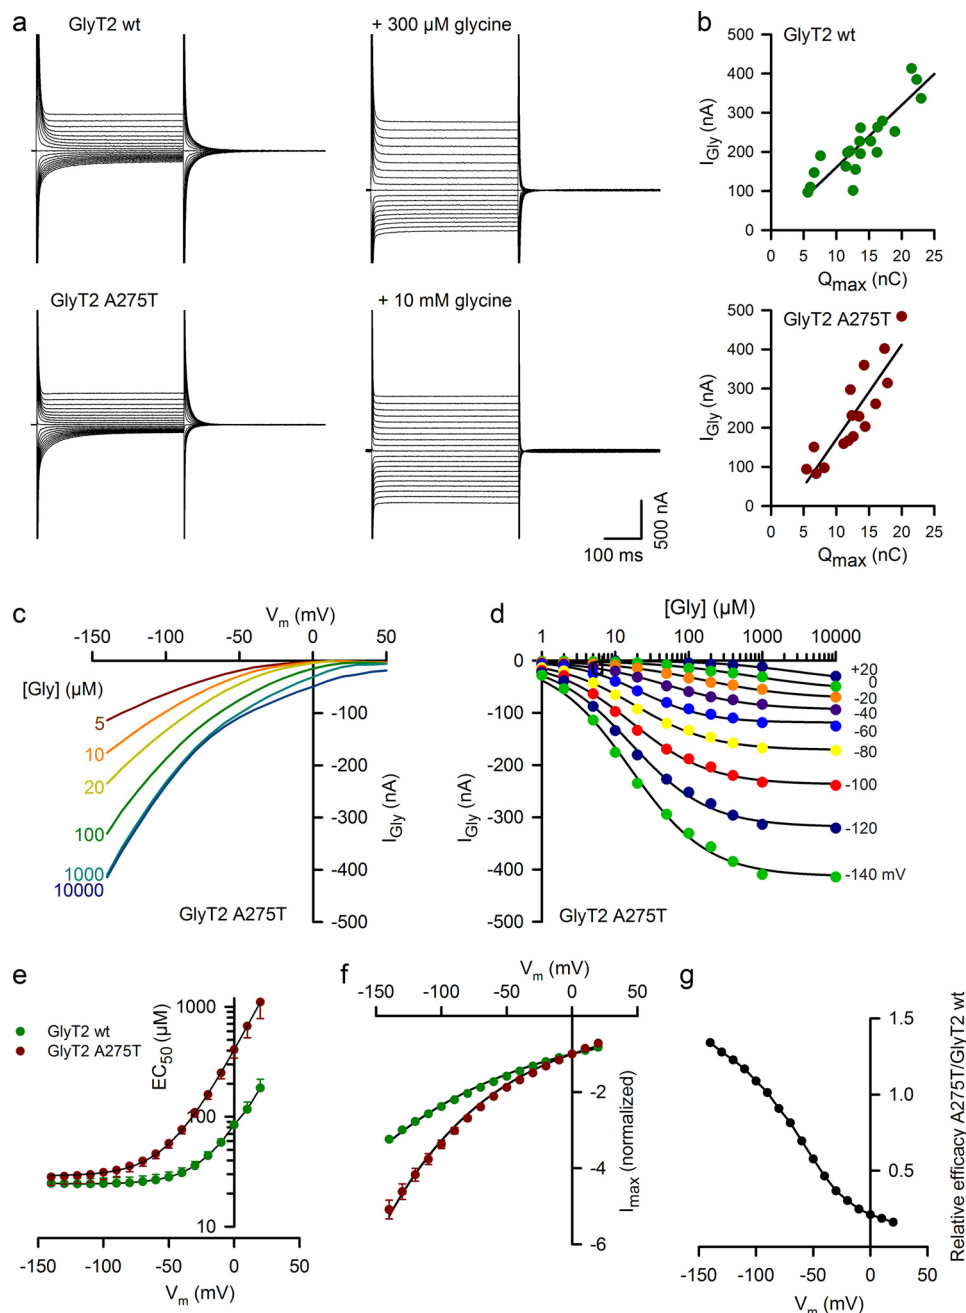 a
GlyT2 wt
+ 300 µM glycine
GlyT2 A275T
+ 10 mM glycine
500 nA
100 ms
b
GlyT2 wt
500
400
300
200
100
0
I_Gly (nA)
0 5 10 15 20 25
Q_max (nC)
GlyT2 A275T
500
400
300
200
100
0
I_Gly (nA)
0 5 10 15 20 25
Q_max (nC)
c
V_m (mV)
-150 -100 -50 0 50
[Gly] (µM)
5
10
20
100
1000
10000
-100
-200
-300
-400
-500
I_Gly (nA)
GlyT2 A275T
d
[Gly] (µM)
1 10 100 1000 10000
0
-100
-200
-300
-400
-500
I_Gly (nA)
+20
0
-20
-40
-60
-80
-100
-120
-140 mV
GlyT2 A275T
e
GlyT2 wt
GlyT2 A275T
EC50 (µM)
1000
100
10
-150 -100 -50 0 50
V_m (mV)
f
V_m (mV)
-150 -100 -50 0 50
-2
-4
-6
I_max (normalized)
g
1.5
1.0
0.5
Relative efficacy A275T/GlyT2 wt
-150 -100 -50 0 50
V_m (mV)